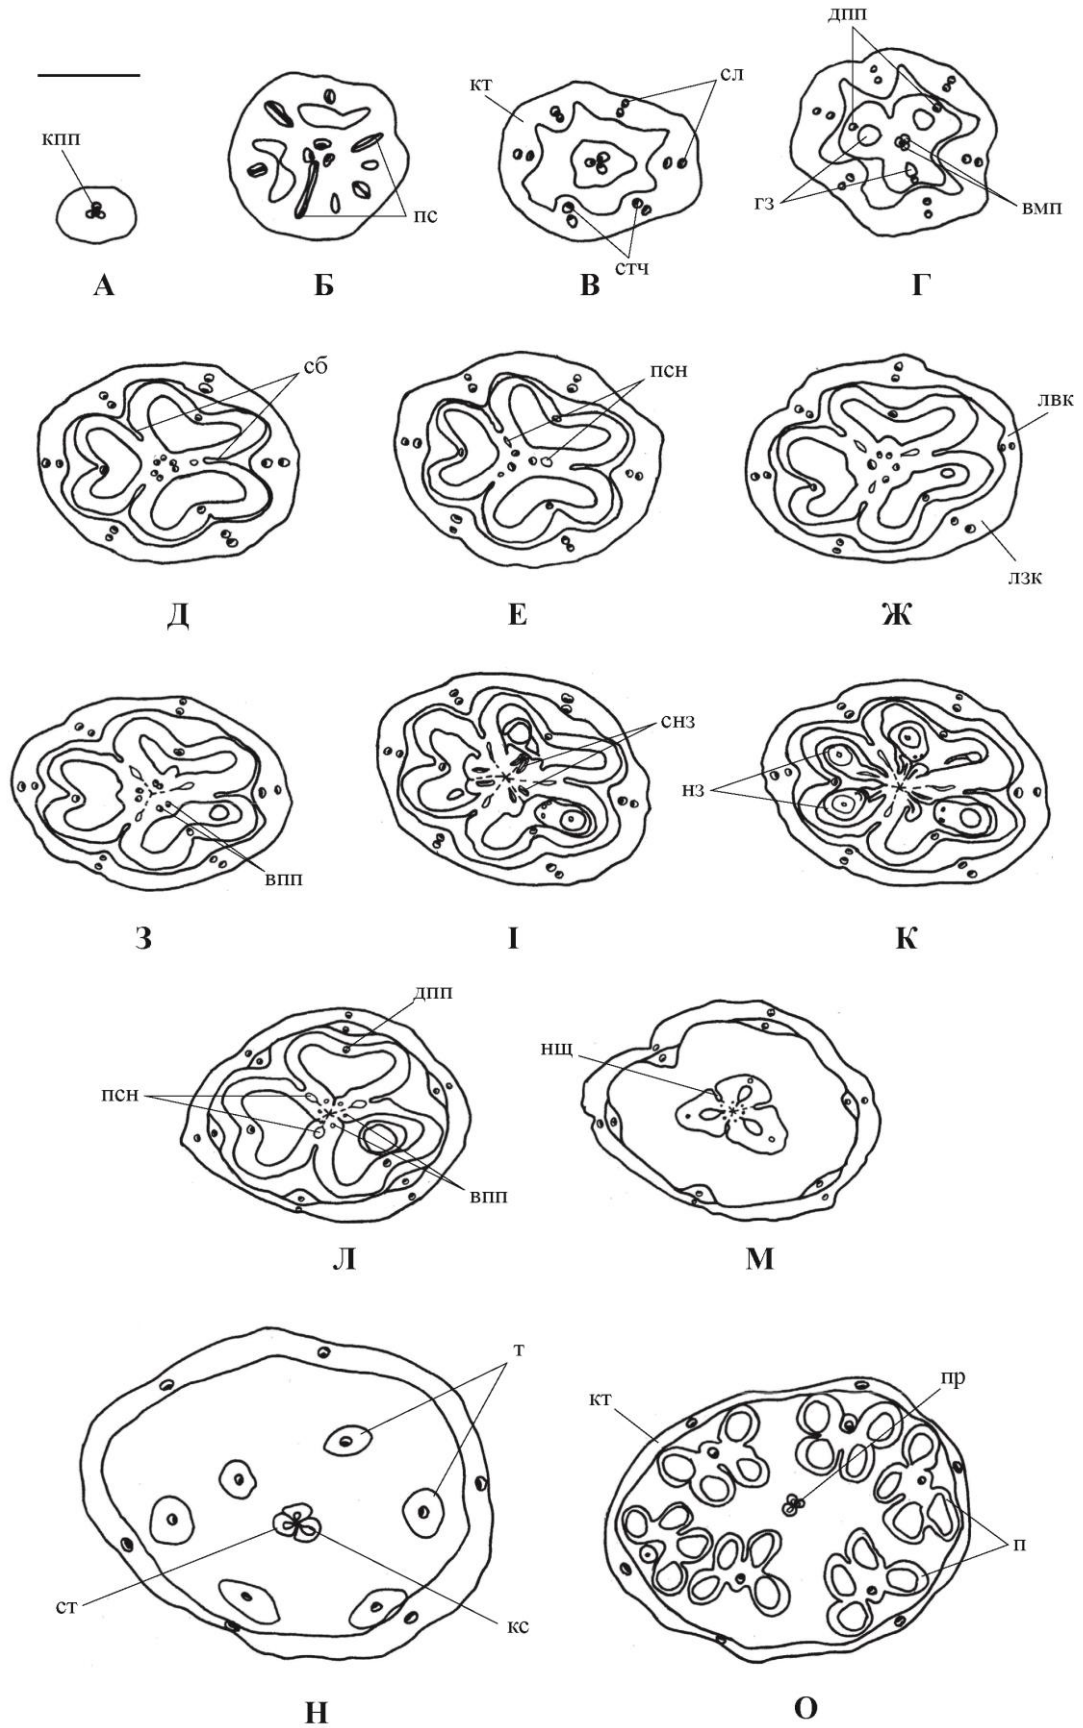 дпп
кт
сл
кпп
пс
гз
вмп
стч
А
Б
В
Г
сб
псн
лвк
лзк
Д
Е
Ж
снз
нз
впп
З
І
К
дпп
нщ
псн
впп
Л
М
т
пр
кт
п
ст
кс
Н
О